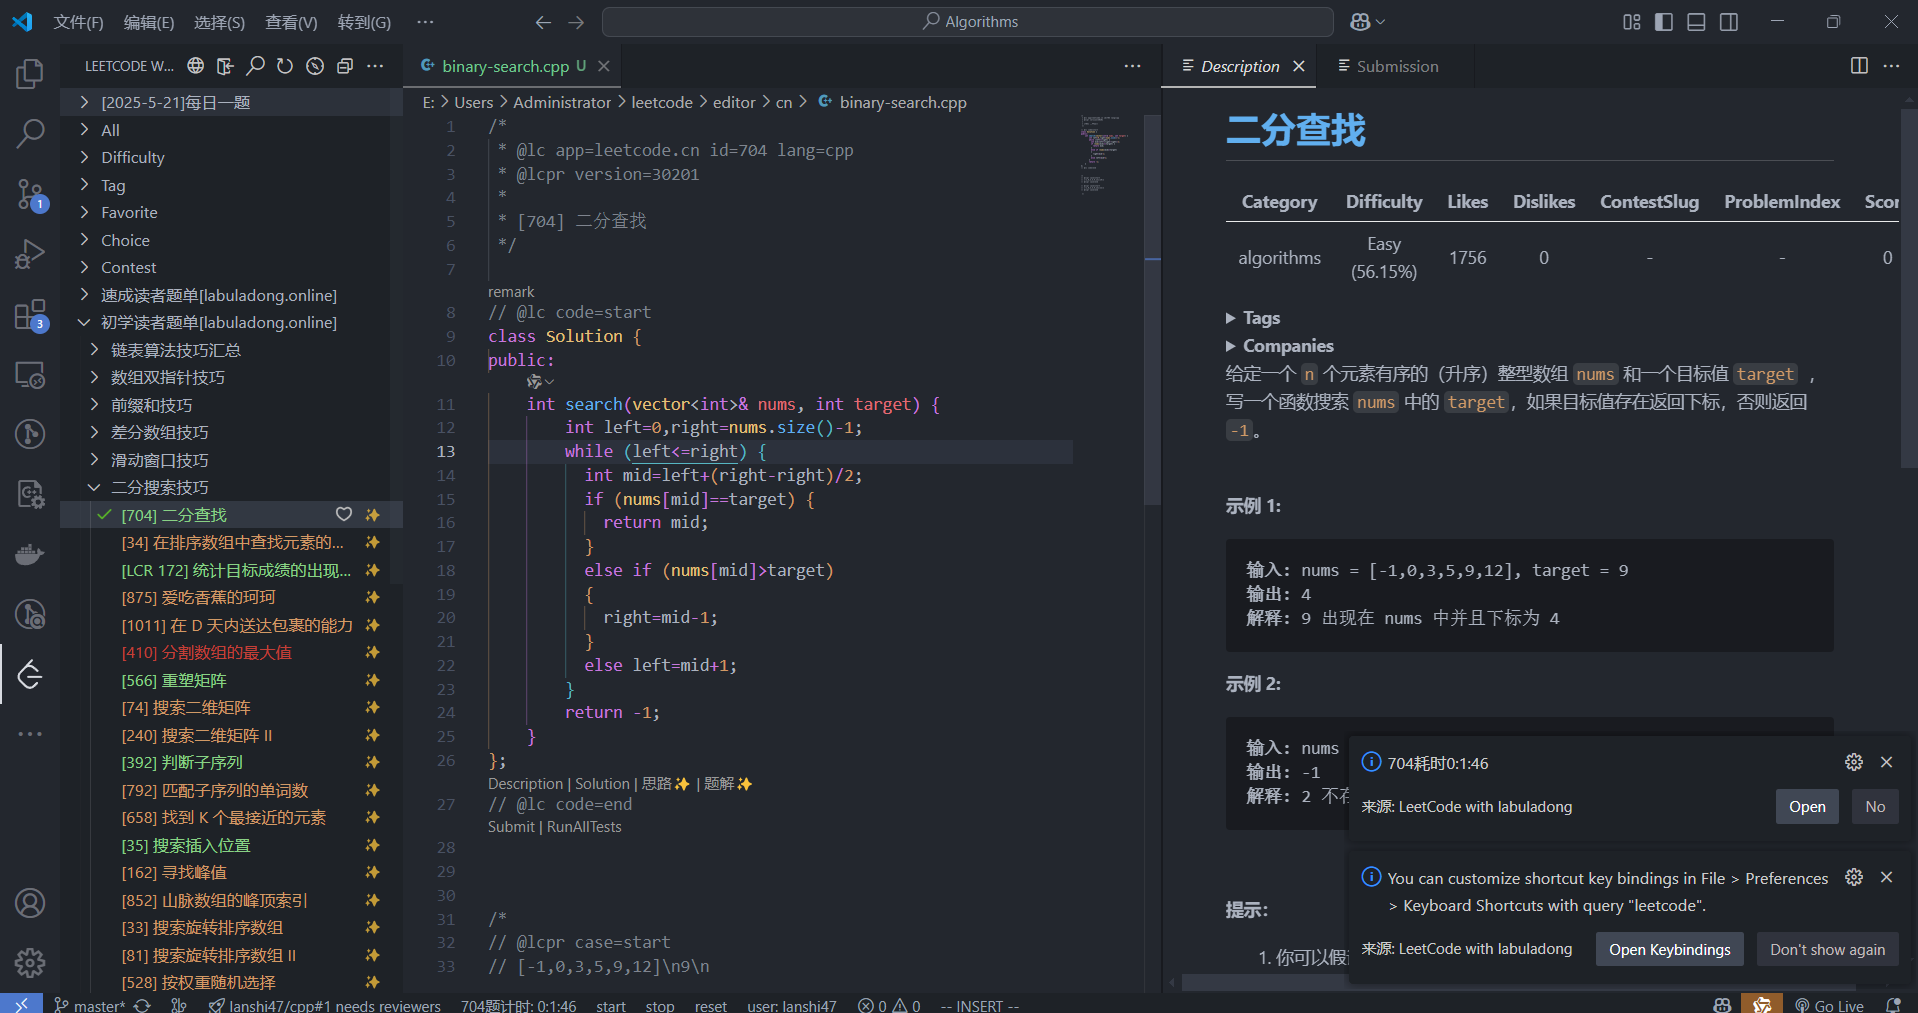 文件(F) 编辑(E) 选择(S) 查看(V) 转到(G) ··· Algorithms
LEETCODE W... ···
[2025-5-21]每日一题
All
Difficulty
Tag
Favorite
Choice
Contest
速成读者题单[labuladong.online]
初学读者题单[labuladong.online]
链表算法技巧汇总
数组双指针技巧
前缀和技巧
差分数组技巧
滑动窗口技巧
二分搜索技巧
[704] 二分查找
[34] 在排序数组中查找元素的...
[LCR 172] 统计目标成绩的出现...
[875] 爱吃香蕉的珂珂
[1011] 在 D 天内送达包裹的能力
[410] 分割数组的最大值
[566] 重塑矩阵
[74] 搜索二维矩阵
[240] 搜索二维矩阵 II
[392] 判断子序列
[792] 匹配子序列的单词数
[658] 找到 K 个最接近的元素
[35] 搜索插入位置
[162] 寻找峰值
[852] 山脉数组的峰顶索引
[33] 搜索旋转排序数组
[81] 搜索旋转排序数组 II
[528] 按权重随机选择
1
3
binary-search.cpp U
E: > Users > Administrator > leetcode > editor > cn > binary-search.cpp
1 /*
2 * @lc app=leetcode.cn id=704 lang=cpp
3 * @lcpr version=30201
4 *
5 * [704] 二分查找
6 */
7
remark
8 // @lc code=start
9 class Solution {
10 public:
11 int search(vector<int>& nums, int target) {
12 int left=0,right=nums.size()-1;
13 while (left<=right) {
14 int mid=left+(right-right)/2;
15 if (nums[mid]==target) {
16 return mid;
17 }
18 else if (nums[mid]>target)
19 {
20 right=mid-1;
21 }
22 else left=mid+1;
23 }
24 return -1;
25 }
26 };
Description | Solution | 思路✨ | 题解✨
27 // @lc code=end
Submit | RunAllTests
28
29
30
31 /*
32 // @lcpr case=start
33 // [-1,0,3,5,9,12]\n9\n
Description Submission
二分查找
Category Difficulty Likes Dislikes ContestSlug ProblemIndex Scor
algorithms Easy (56.15%) 1756 0 - - 0
Tags
Companies
给定一个 n 个元素有序的（升序）整型数组 nums 和一个目标值 target ，
写一个函数搜索 nums 中的 target，如果目标值存在返回下标，否则返回
-1。
示例 1:
输入: nums = [-1,0,3,5,9,12], target = 9
输出: 4
解释: 9 出现在 nums 中并且下标为 4
示例 2:
输入: nums
输出: -1
解释: 2 不在
提示：
1. 你可以假
704耗时0:1:46
来源: LeetCode with labuladong
Open No
You can customize shortcut key bindings in File > Preferences
> Keyboard Shortcuts with query "leetcode".
来源: LeetCode with labuladong
Open Keybindings Don't show again
master* lanshi47/cpp#1 needs reviewers 704题计时: 0:1:46 start stop reset user: lanshi47 0 0 -- INSERT -- Go Live